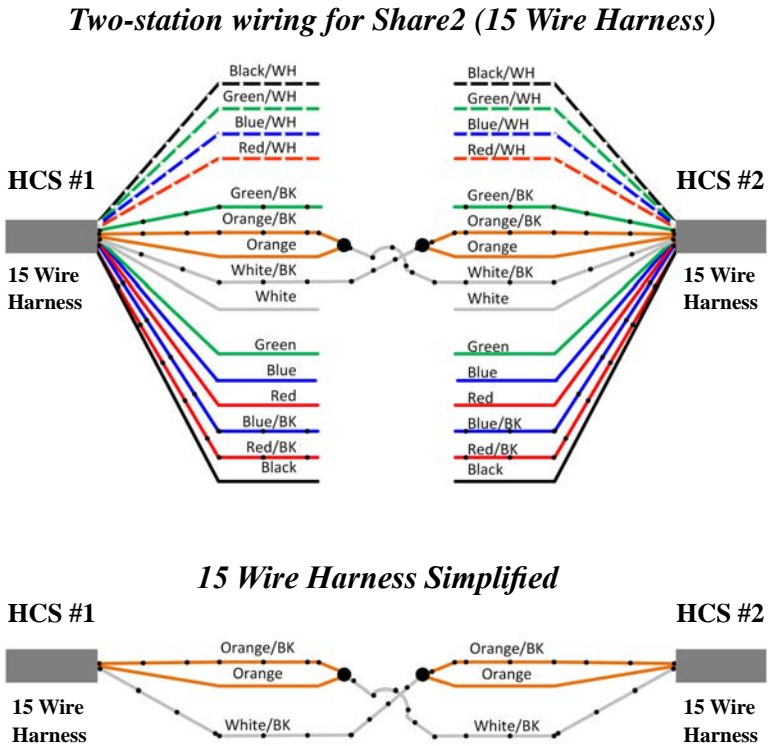 Two-station wiring for Share2 (15 Wire Harness)
Black/WH
Green/WH
Blue/WH
Red/WH
HCS #1
Green/BK
Orange/BK
Orange
White/BK
White
15 Wire
Harness
Green
Blue
Red
Blue/BK
Red/BK
Black
Black/WH
Green/WH
Blue/WH
Red/WH
HCS #2
Green/BK
Orange/BK
Orange
White/BK
White
15 Wire
Harness
Green
Blue
Red
Blue/BK
Red/BK
Black
15 Wire Harness Simplified
HCS #1
Orange/BK
Orange
White/BK
15 Wire
Harness
HCS #2
Orange/BK
Orange
White/BK
15 Wire
Harness